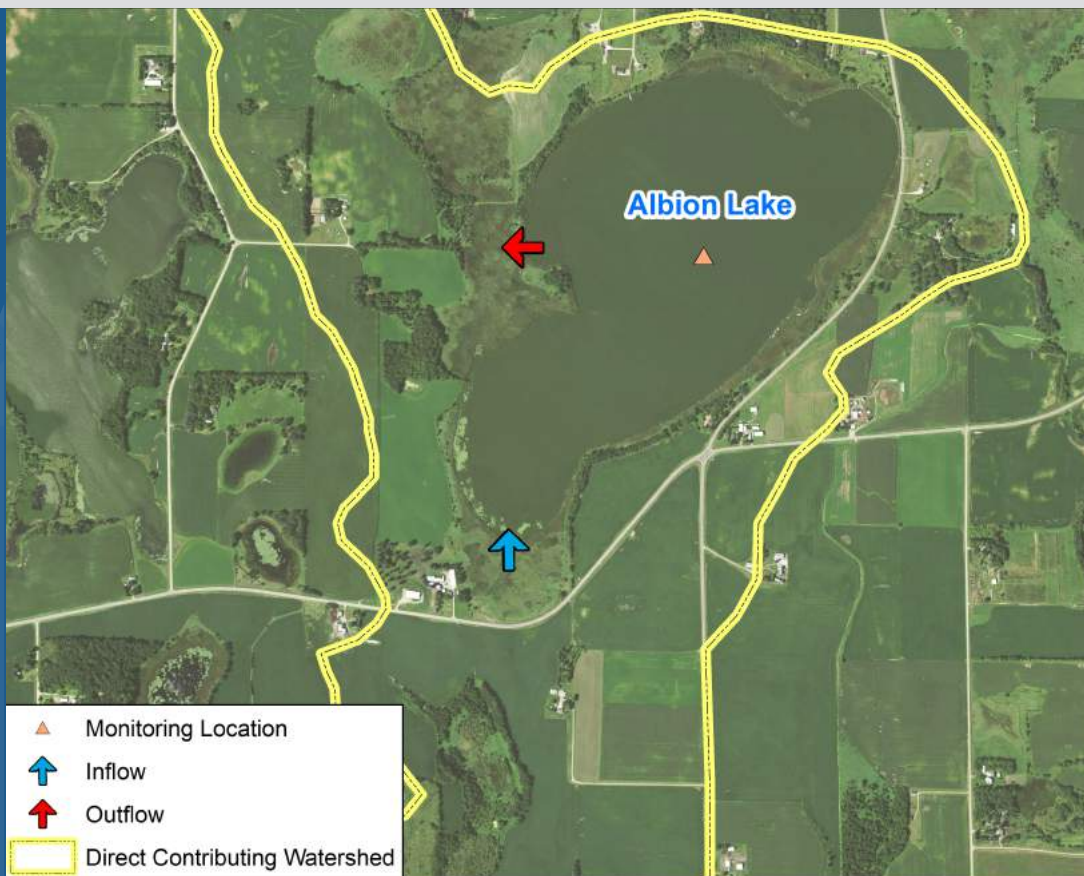 Albion Lake
Monitoring Location
Inflow
Outflow
Direct Contributing Watershed